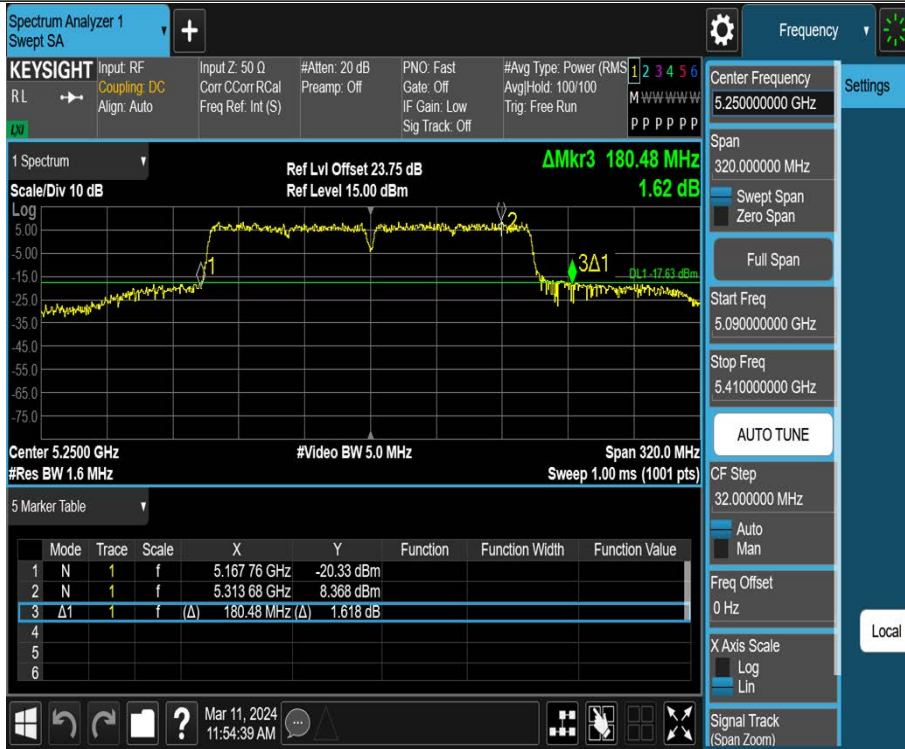 Spectrum Analyzer 1
Swept SA
+
Frequency
KEYSIGHT
R L
LXI
Input: RF
Coupling: DC
Align: Auto
Input Z: 50 Ω
Corr CCorr RCal
Freq Ref: Int (S)
#Atten: 20 dB
Preamp: Off
PNO: Fast
Gate: Off
IF Gain: Low
Sig Track: Off
#Avg Type: Power (RMS
Avg|Hold: 100/100
Trig: Free Run
1 2 3 4 5 6
M W W W W W
P P P P P P
1 Spectrum
Scale/Div 10 dB
Ref Lvl Offset 23.75 dB
Ref Level 15.00 dBm
ΔMkr3 180.48 MHz
1.62 dB
Log
5.00
-5.00
-15.0
-25.0
-35.0
-45.0
-55.0
-65.0
-75.0
1
2
3Δ1
DL1 -17.63 dBm
Center 5.2500 GHz
#Video BW 5.0 MHz
Span 320.0 MHz
#Res BW 1.6 MHz
Sweep 1.00 ms (1001 pts)
5 Marker Table
Mode Trace Scale X Y Function Function Width Function Value
1 N 1 f 5.167 76 GHz -20.33 dBm
2 N 1 f 5.313 68 GHz 8.368 dBm
3 Δ1 1 f (Δ) 180.48 MHz (Δ) 1.618 dB
4
5
6
?
Mar 11, 2024
11:54:39 AM
Center Frequency
5.250000000 GHz
Span
320.000000 MHz
Swept Span
Zero Span
Full Span
Start Freq
5.090000000 GHz
Stop Freq
5.410000000 GHz
AUTO TUNE
CF Step
32.000000 MHz
Auto
Man
Freq Offset
0 Hz
X Axis Scale
Log
Lin
Signal Track
(Span Zoom)
Settings
Local